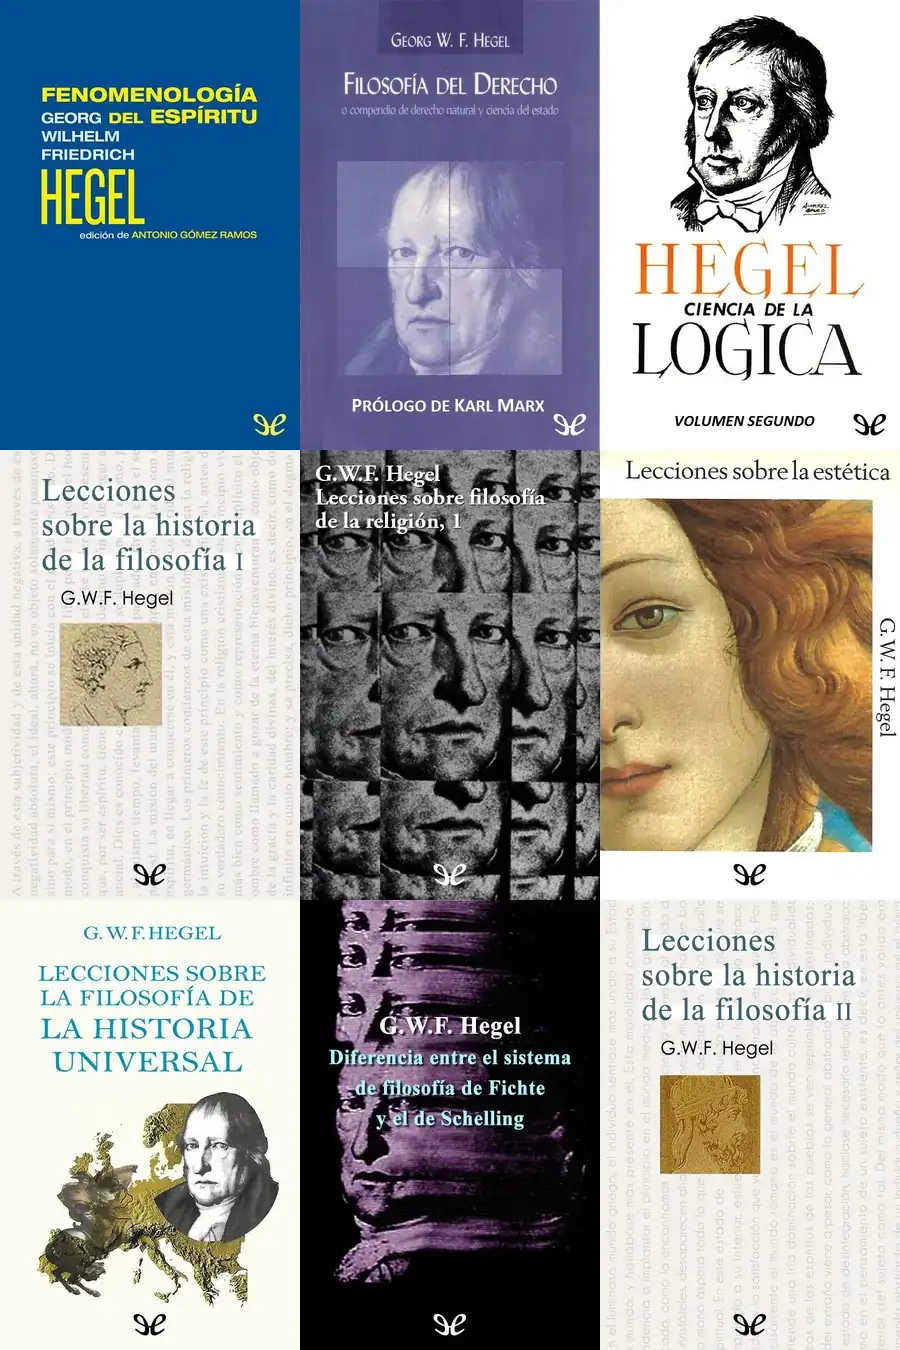 FENOMENOLOGÍA
GEORG DEL ESPÍRITU
WILHELM
FRIEDRICH
HEGEL
edición de ANTONIO GÓMEZ RAMOS
GEORG W. F. HEGEL
FILOSOFÍA DEL DERECHO
o compendio de derecho natural y ciencia del estado
PRÓLOGO DE KARL MARX
HEGEL
CIENCIA DE LA
LOGICA
VOLUMEN SEGUNDO
Lecciones
sobre la historia
de la filosofía I
G.W.F. Hegel
G.W.F. Hegel
Lecciones sobre filosofía
de la religión, 1
Lecciones sobre la estética
G. W. F. Hegel
G. W. F. HEGEL
LECCIONES SOBRE
LA FILOSOFÍA DE
LA HISTORIA
UNIVERSAL
G.W.F. Hegel
Diferencia entre el sistema
de filosofía de Fichte
y el de Schelling
Lecciones
sobre la historia
de la filosofía II
G.W.F. Hegel